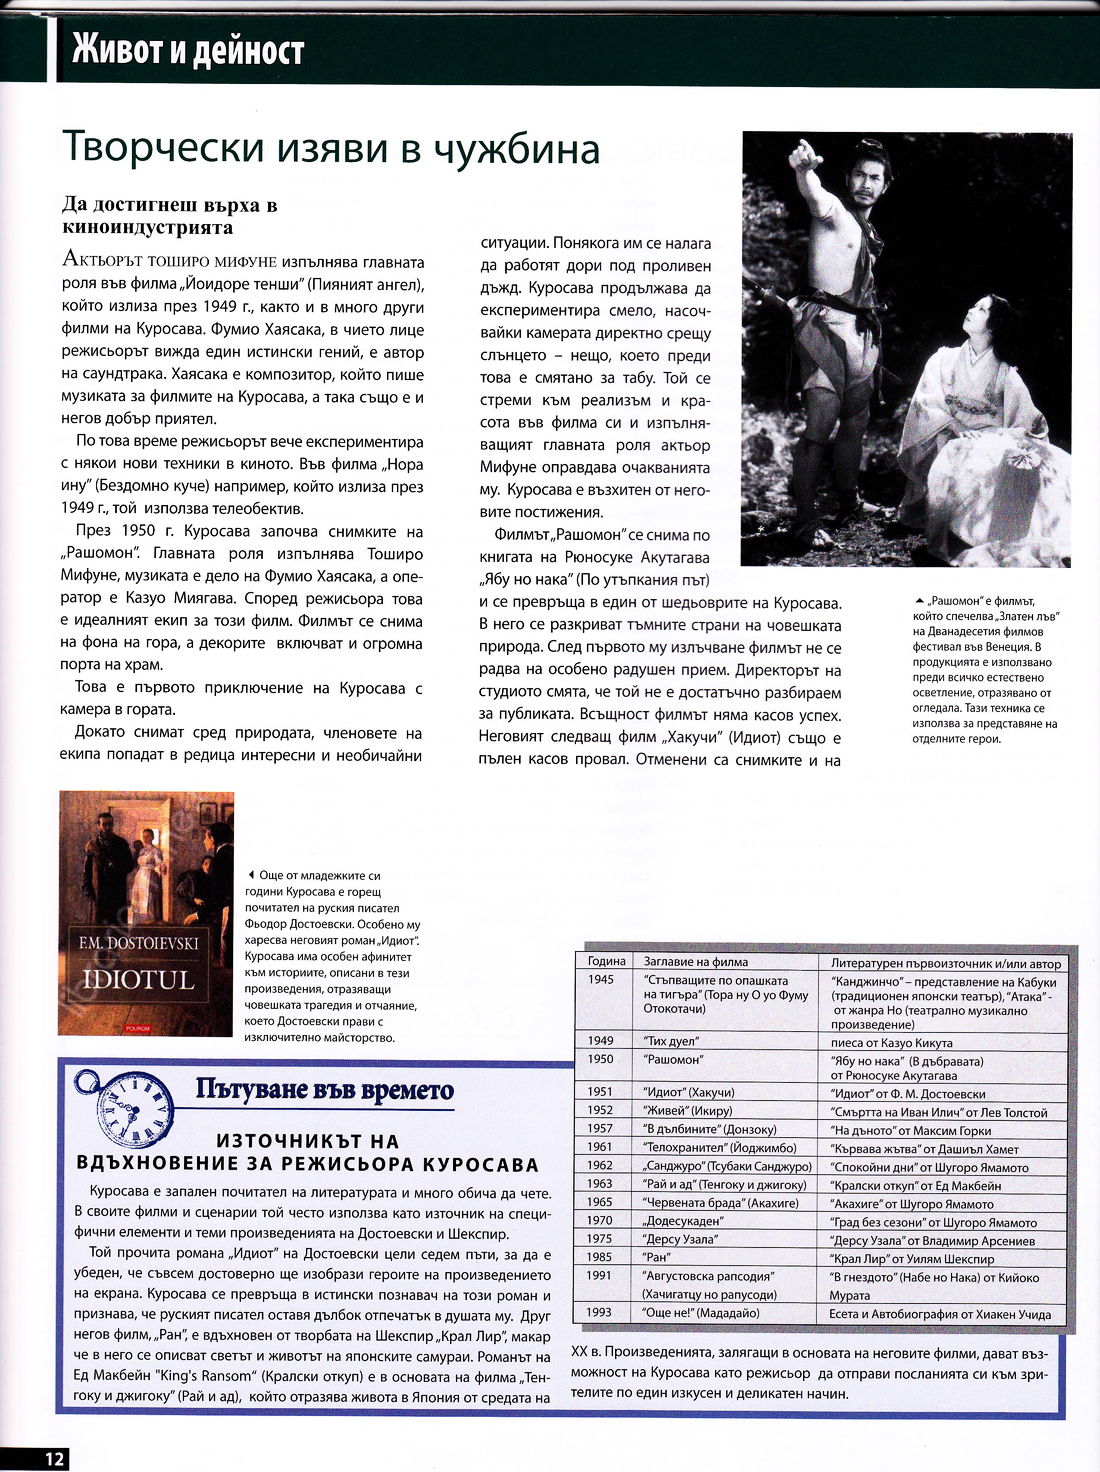 Живот и дейност
Творчески изяви в чужбина
Да достигнеш върха в
киноиндустрията
Актьорът Тоширо Мифуне изпълнява главната
роля във филма „Йоидоре тенши” (Пияният ангел),
който излиза през 1949 г., както и в много други
филми на Куросава. Фумио Хаясака, в чието лице
режисьорът вижда един истински гений, е автор
на саундтрака. Хаясака е композитор, който пише
музиката за филмите на Куросава, а така също е и
негов добър приятел.
По това време режисьорът вече експериментира
с някои нови техники в киното. Във филма „Нора
ину” (Бездомно куче) например, който излиза през
1949 г., той използва телеобектив.
През 1950 г. Куросава започва снимките на
„Рашомон”. Главната роля изпълнява Тоширо
Мифуне, музиката е дело на Фумио Хаясака, а опе-
ратор е Казуо Миягава. Според режисьора това
е идеалният екип за този филм. Филмът се снима
на фона на гора, а декорите включват и огромна
порта на храм.
Това е първото приключение на Куросава с
камера в гората.
Докато снимат сред природата, членовете на
екипа попадат в редица интересни и необичайни
ситуации. Понякога им се налага
да работят дори под проливен
дъжд. Куросава продължава да
експериментира смело, насоч-
вайки камерата директно срещу
слънцето – нещо, което преди
това е смятано за табу. Той се
стреми към реализъм и кра-
сота във филма си и изпълня-
ващият главната роля актьор
Мифуне оправдава очакванията
му. Куросава е възхитен от него-
вите постижения.
Филмът „Рашомон” се снима по
книгата на Рюносуке Акутагава
„Ябу но нака” (По утъпкания път)
и се превръща в един от шедьоврите на Куросава.
В него се разкриват тъмните страни на човешката
природа. След първото му излъчване филмът не се
радва на особено радушен прием. Директорът на
студиото смята, че той не е достатъчно разбираем
за публиката. Всъщност филмът няма касов успех.
Неговият следващ филм „Хакучи” (Идиот) също е
пълен касов провал. Отменени са снимките и на
„Рашомон” е филмът,
който спечелва „Златен лъв”
на Дванадесетия филмов
фестивал във Венеция. В
продукцията е използвано
преди всичко естествено
осветление, отразявано от
огледала. Тази техника се
използва за представяне на
отделните герои.
F.M. DOSTOIEVSKI
IDIOTUL
POLIROM
Още от младежките си
години Куросава е горещ
почитател на руския писател
Фьодор Достоевски. Особено му
харесва неговият роман „Идиот”.
Куросава има особен афинитет
към историите, описани в тези
произведения, отразяващи
човешката трагедия и отчаяние,
което Достоевски прави с
изключително майсторство.
Пътуване във времето
ИЗТОЧНИКЪТ НА
ВДЪХНОВЕНИЕ ЗА РЕЖИСЬОРА КУРОСАВА
Куросава е запален почитател на литературата и много обича да чете.
В своите филми и сценарии той често използва като източник на специ-
фични елементи и теми произведенията на Достоевски и Шекспир.
Той прочита романа „Идиот” на Достоевски цели седем пъти, за да е
убеден, че съвсем достоверно ще изобрази героите на произведението
на екрана. Куросава се превръща в истински познавач на този роман и
признава, че руският писател оставя дълбок отпечатък в душата му. Друг
негов филм, „Ран”, е вдъхновен от творбата на Шекспир „Крал Лир”, макар
че в него се описват светът и животът на японските самураи. Романът на
Ед Макбейн "King's Ransom“ (Кралски откуп) е в основата на филма „Тен-
гоку и джигоку” (Рай и ад), който отразява живота в Япония от средата на
Година Заглавие на филма Литературен първоизточник и/или автор
1945 “Стъпващите по опашката “Канджинчо” – представление на Кабуки
на тигъра” (Тора ну О уо Фуму (традиционен японски театър), “Атака” -
Отокотачи) от жанра Но (театрално музикално
произведение)
1949 “Тих дуел” пиеса от Казуо Кикута
1950 “Рашомон” “Ябу но нака” (В дъбравата)
от Рюносуке Акутагава
1951 “Идиот” (Хакучи) “Идиот” от Ф. М. Достоевски
1952 “Живей” (Икиру) “Смъртта на Иван Илич” от Лев Толстой
1957 “В дълбините” (Донзоку) “На дъното” от Максим Горки
1961 “Телохранител” (Йоджимбо) “Кървава жътва” от Дашиъл Хамет
1962 „Санджуро” (Тсубаки Санджуро) “Спокойни дни” от Шугоро Ямамото
1963 “Рай и ад” (Тенгоку и джигоку) “Кралски откуп” от Ед Макбейн
1965 “Червената брада” (Акахиге) “Акахиге” от Шугоро Ямамото
1970 „Додесукаден” “Град без сезони” от Шугоро Ямамото
1975 “Дерсу Узала” “Дерсу Узала” от Владимир Арсениев
1985 “Ран” “Крал Лир” от Уилям Шекспир
1991 “Августовска рапсодия” “В гнездото” (Набе но Нака) от Кийоко
(Хачигатцу но рапусоди) Мурата
1993 “Още не!” (Мададайо) Есета и Автобиография от Хиакен Учида
XX в. Произведенията, залягащи в основата на неговите филми, дават въз-
можност на Куросава като режисьор да отправи посланията си към зри-
телите по един изкусен и деликатен начин.
12